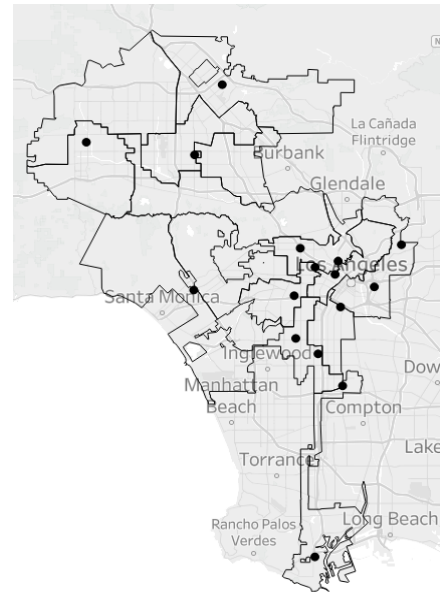 N
La Cañada
Flintridge
Burbank
Glendale
Los Angeles
Santa Monica
Inglewood
Dow
Manhattan
Beach
Compton
Lake
Torrance
Rancho Palos
Verdes
Long Beach